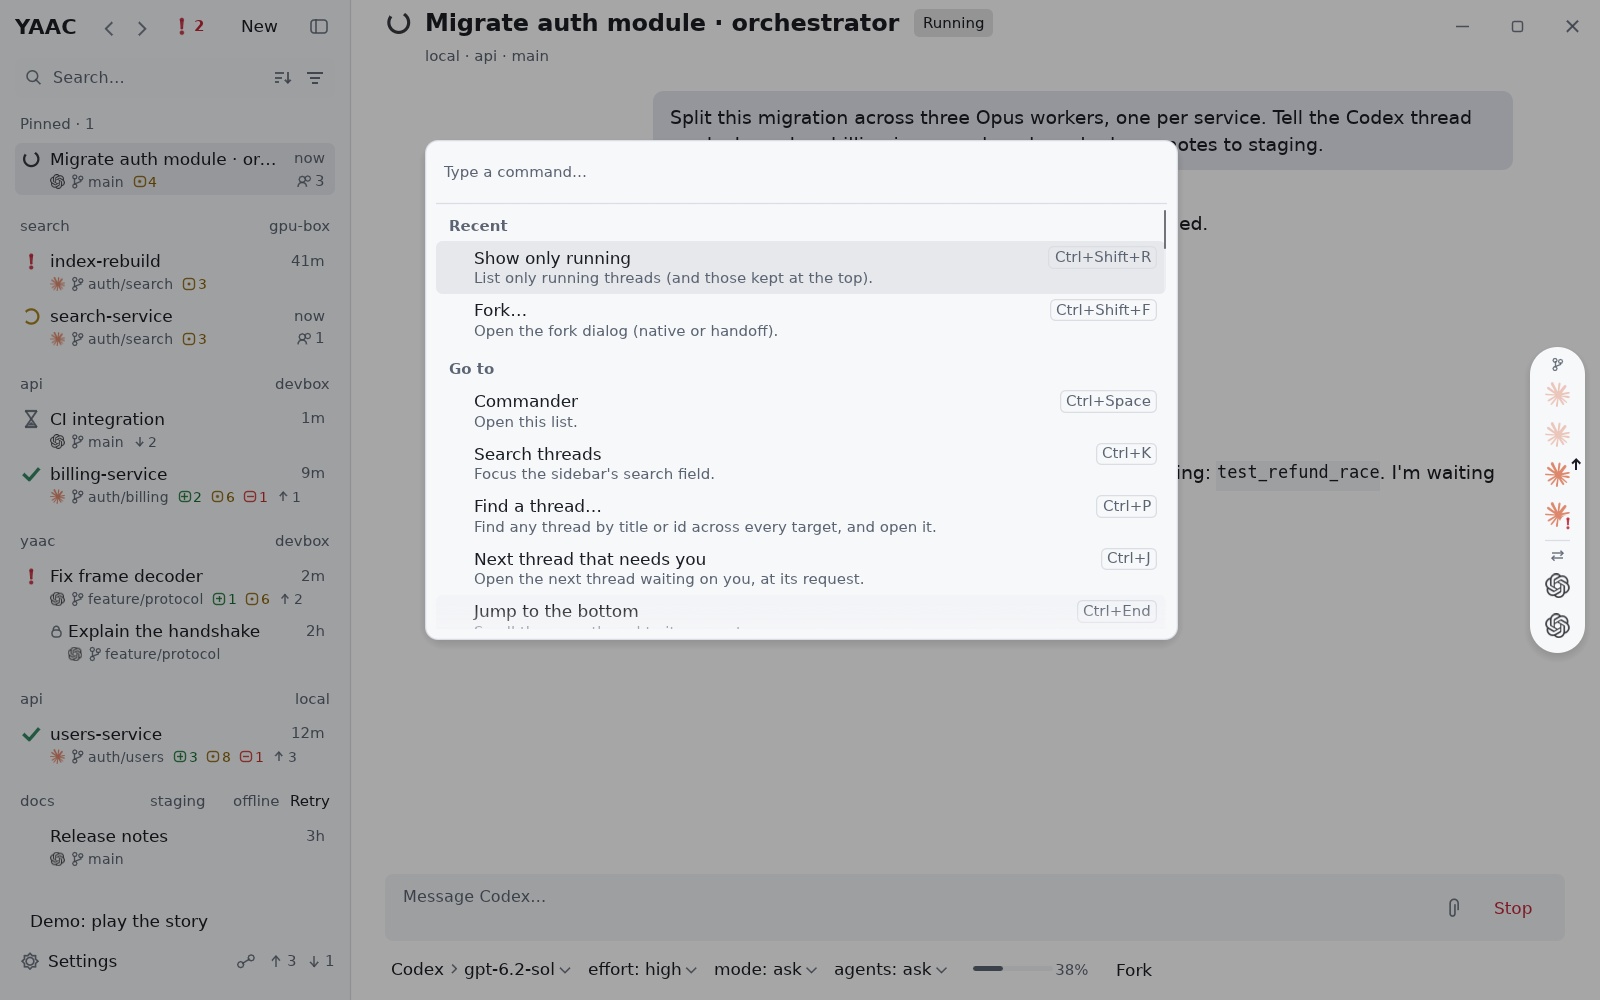 YAAC
2
New
Search…
Pinned · 1
Migrate auth module · or… now
main 4 3
search gpu-box
index-rebuild 41m
auth/search 3
search-service now
auth/search 3 1
api devbox
CI integration 1m
main 2
billing-service 9m
auth/billing 2 6 1 1
yaac devbox
Fix frame decoder 2m
feature/protocol 1 6 2
Explain the handshake 2h
feature/protocol
api local
users-service 12m
auth/users 3 8 1 3
docs staging offline Retry
Release notes 3h
main
Demo: play the story
Settings 3 1
Migrate auth module · orchestrator Running
local · api · main
Split this migration across three Opus workers, one per service. Tell the Codex thread
notes to staging.
ed.
ing: test_refund_race. I'm waiting
Type a command…
Recent
Show only running Ctrl+Shift+R
List only running threads (and those kept at the top).
Fork… Ctrl+Shift+F
Open the fork dialog (native or handoff).
Go to
Commander Ctrl+Space
Open this list.
Search threads Ctrl+K
Focus the sidebar's search field.
Find a thread… Ctrl+P
Find any thread by title or id across every target, and open it.
Next thread that needs you Ctrl+J
Open the next thread waiting on you, at its request.
Jump to the bottom Ctrl+End
Message Codex…
Stop
Codex gpt-6.2-sol effort: high mode: ask agents: ask 38% Fork